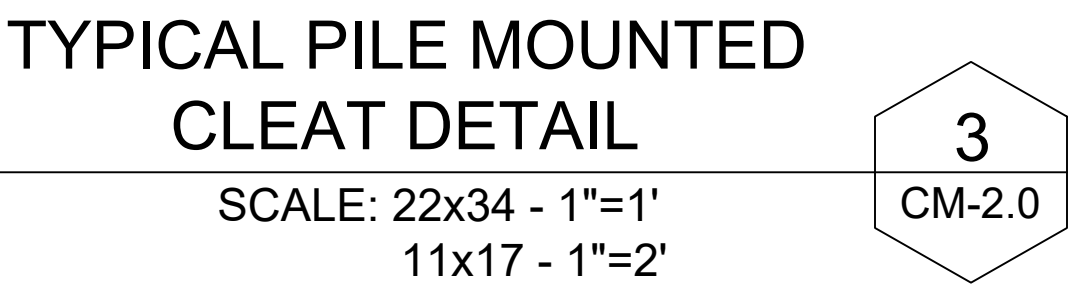 TYPICAL PILE MOUNTED
CLEAT DETAIL
3
SCALE: 22x34 - 1"=1'
11x17 - 1"=2'
CM-2.0